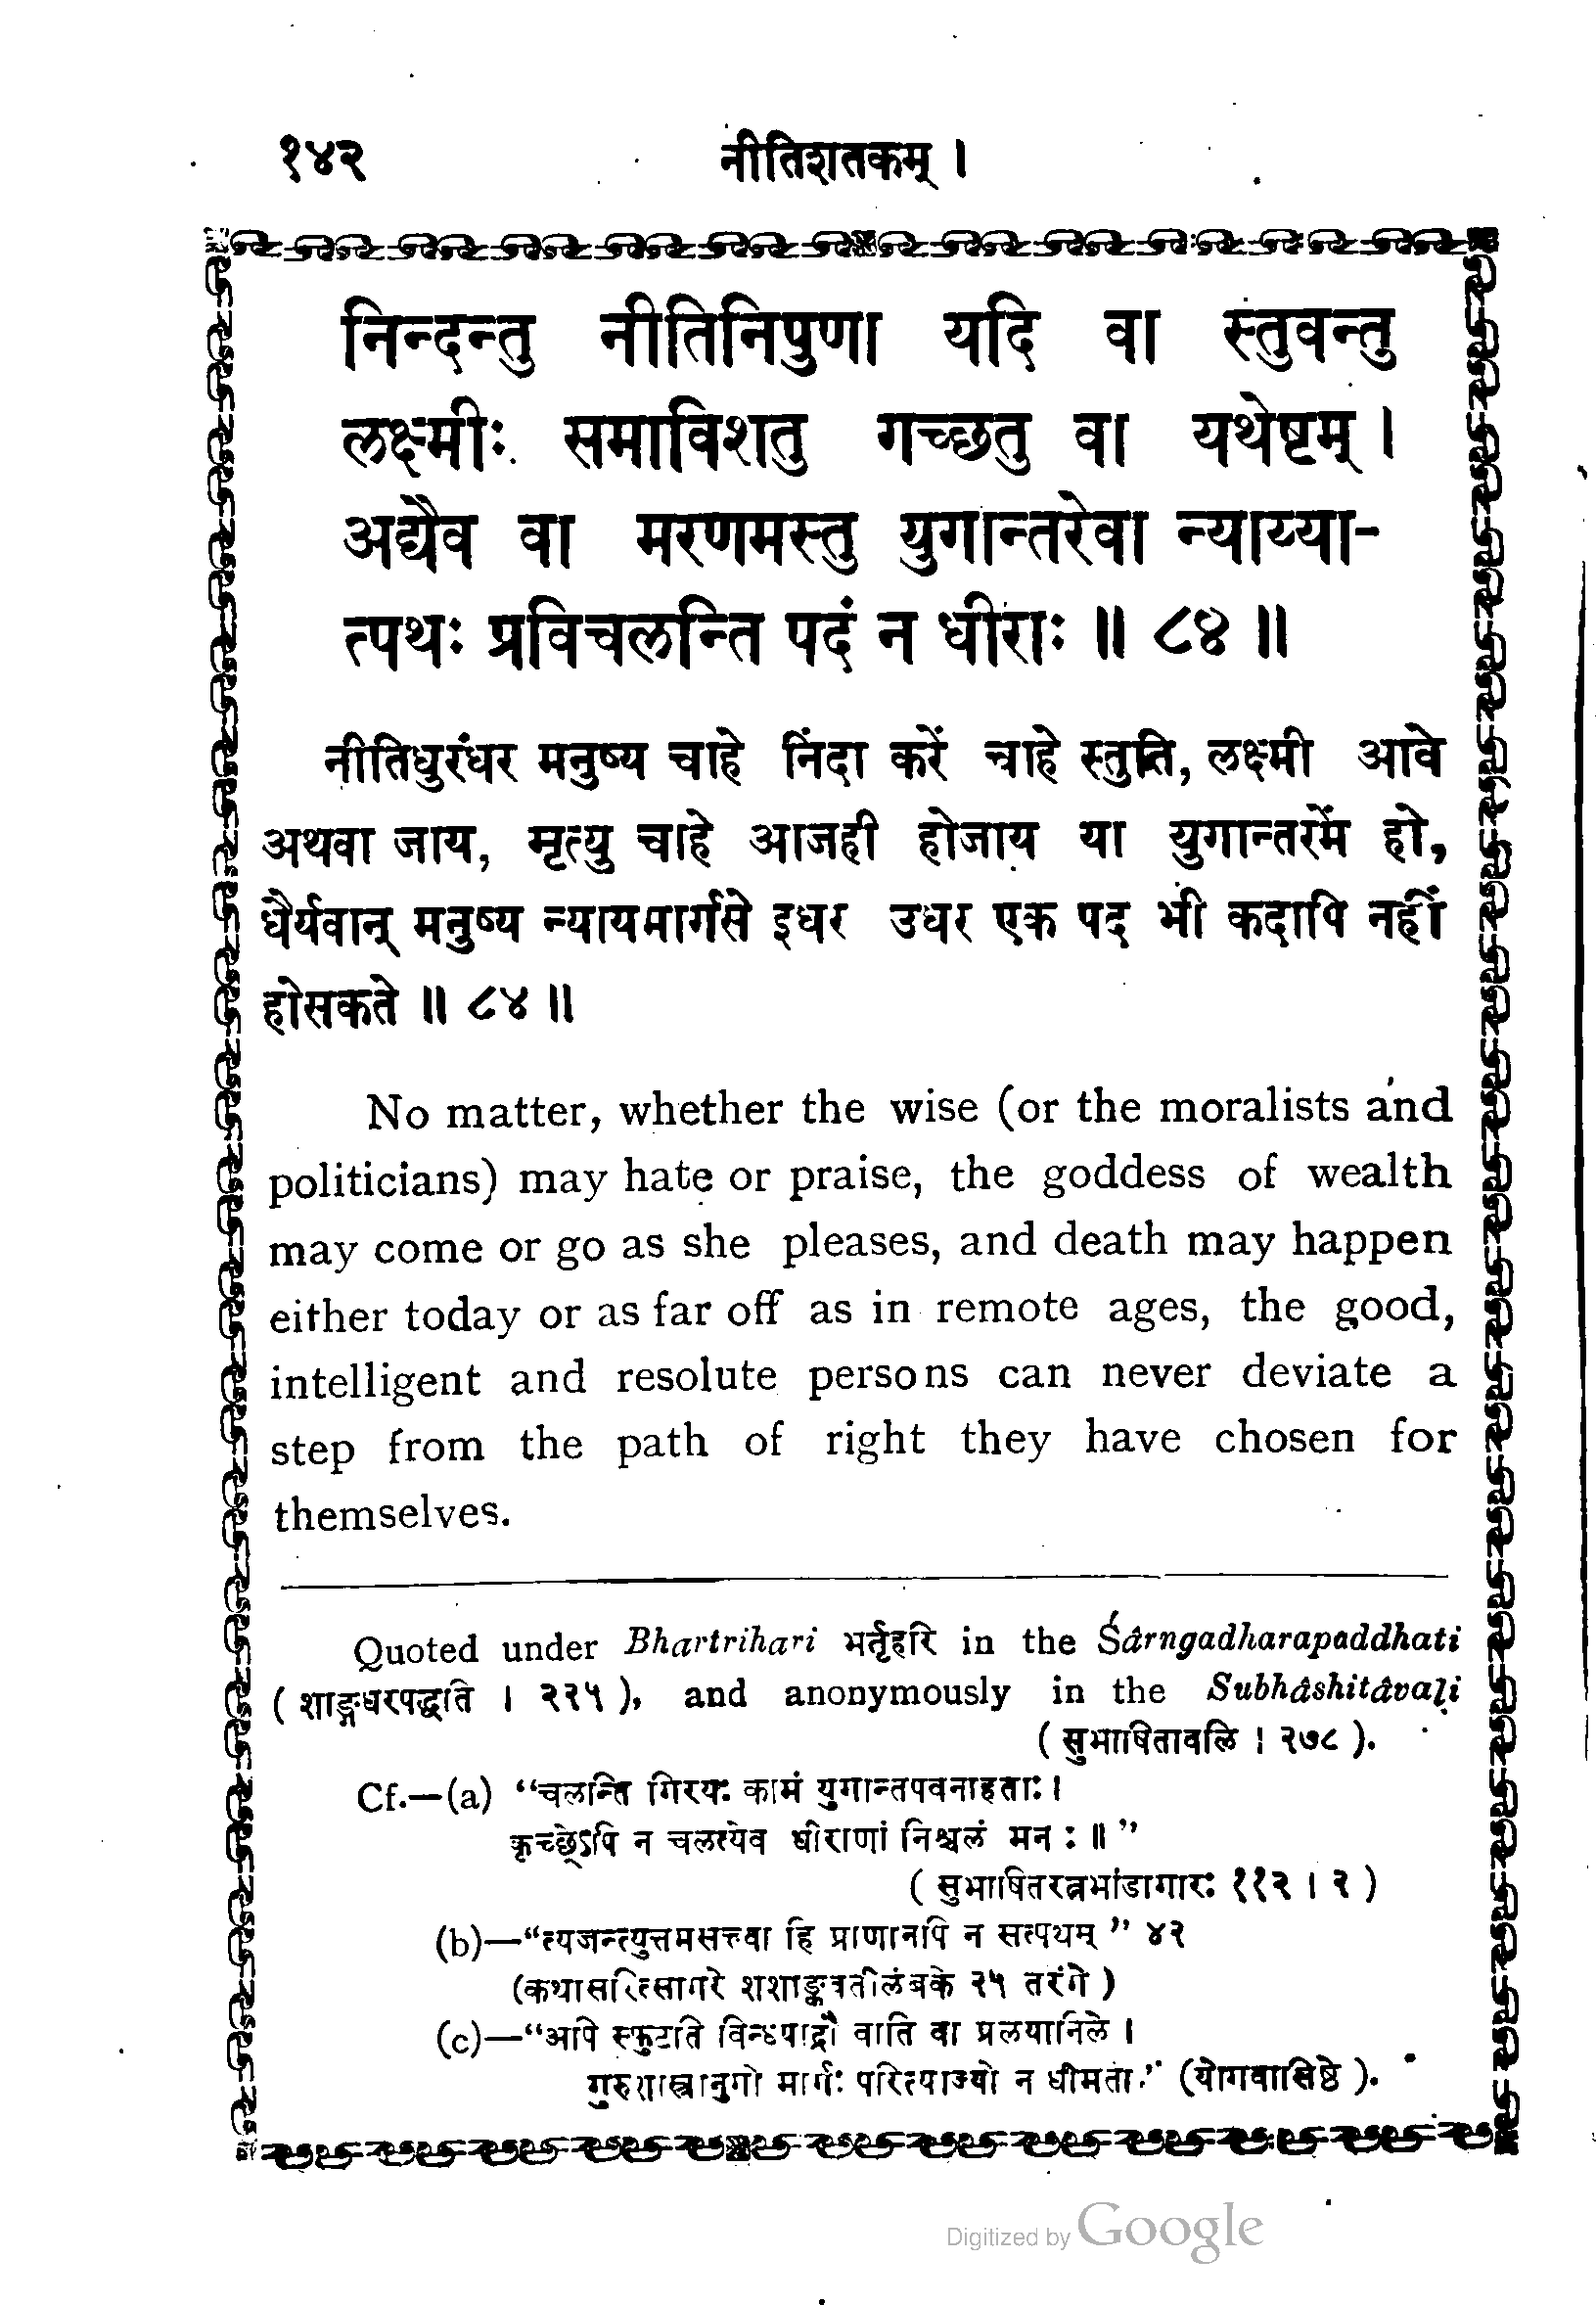 १४२ नीतिशतकम् ।
निन्दन्तु नीतिनिपुणा यदि वा स्तुवन्तु
लक्ष्मीः समाविशतु गच्छतु वा यथेष्टम् ।
अद्यैव वा मरणमस्तु युगान्तरेवा न्याय्या-
त्पथः प्रविचलन्ति पदं न धीराः ॥ ८४ ॥
नीतिधुरंधर मनुष्य चाहे निंदा करें चाहे स्तुति, लक्ष्मी आवे
अथवा जाय, मृत्यु चाहे आजही होजाय या युगान्तरमें हो,
धैर्यवान् मनुष्य न्यायमार्गसे इधर उधर एक पद भी कदापि नहीं
होसकते ॥ ८४ ॥
No matter, whether the wise (or the moralists and
politicians) may hate or praise, the goddess of wealth
may come or go as she pleases, and death may happen
either today or as far off as in remote ages, the good,
intelligent and resolute persons can never deviate a
step from the path of right they have chosen for
themselves.
Quoted under Bhartrihari भर्तृहरि in the Śârngadharapaddhati
( शार्ङ्गधरपद्धति । २२५ ), and anonymously in the Subhâshitâvaḷi
( सुभाषितावलि । २७८ ).
Cf.—(a) “चलन्ति गिरयः कामं युगान्तपवनाहताः ।
कृच्छ्रेऽपि न चलत्येव धीराणां निश्चलं मनः ॥”
( सुभाषितरत्नभांडागारः ११२ । २ )
(b)—“त्यजन्त्युत्तमसत्त्वा हि प्राणानपि न सत्पथम्” ४२
(कथासरित्सागरे शशाङ्कवतीलंबके २५ तरंगे )
(c)—“अपि स्फुटति विन्ध्याद्रौ वाति वा प्रलयानिले ।
गुरुशास्त्रानुगो मार्गः परित्याज्यो न धीमता.” (योगवासिष्ठे ).
Digitized by Google